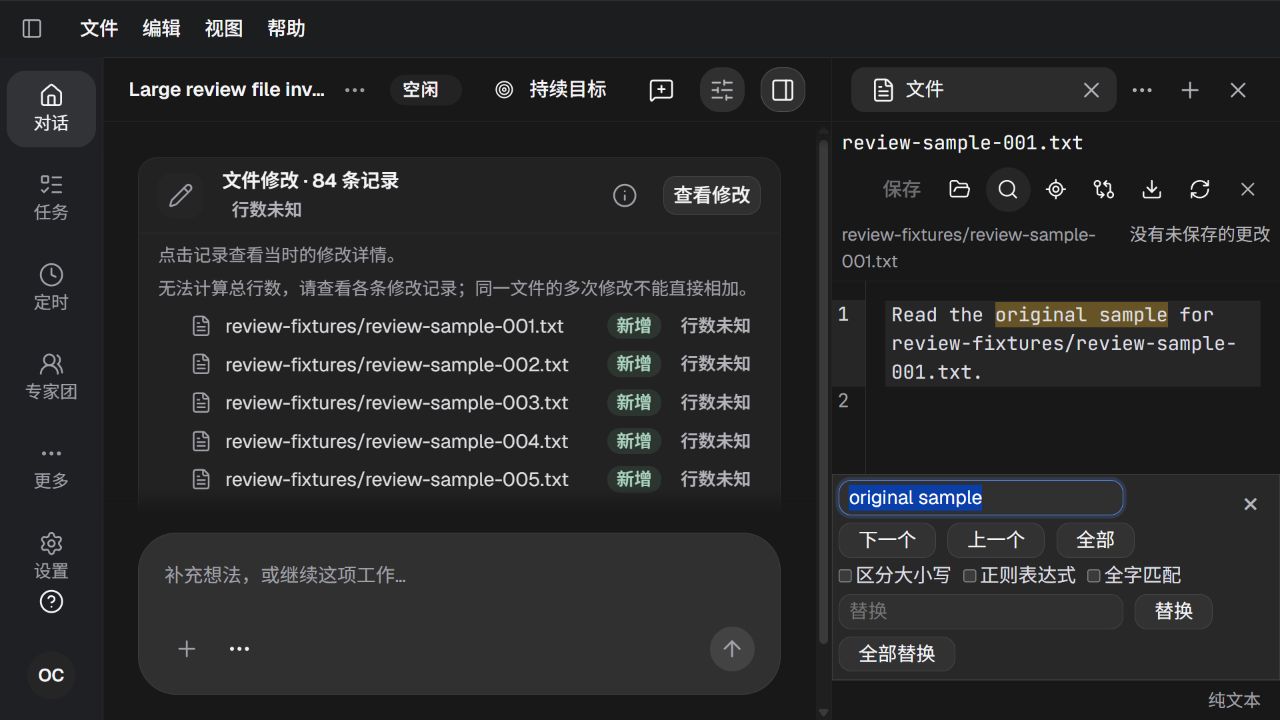 文件 编辑 视图 帮助
对话
任务
定时
专家团
更多
设置
OC
Large review file inv… 空闲 持续目标
文件修改 · 84 条记录
行数未知
查看修改
点击记录查看当时的修改详情。
无法计算总行数，请查看各条修改记录；同一文件的多次修改不能直接相加。
review-fixtures/review-sample-001.txt 新增 行数未知
review-fixtures/review-sample-002.txt 新增 行数未知
review-fixtures/review-sample-003.txt 新增 行数未知
review-fixtures/review-sample-004.txt 新增 行数未知
review-fixtures/review-sample-005.txt 新增 行数未知
补充想法，或继续这项工作…
文件
review-sample-001.txt
保存
review-fixtures/review-sample-
001.txt
没有未保存的更改
1 Read the original sample for
review-fixtures/review-sample-
001.txt.
2
original sample
下一个 上一个 全部
区分大小写 正则表达式 全字匹配
替换 替换
全部替换
纯文本